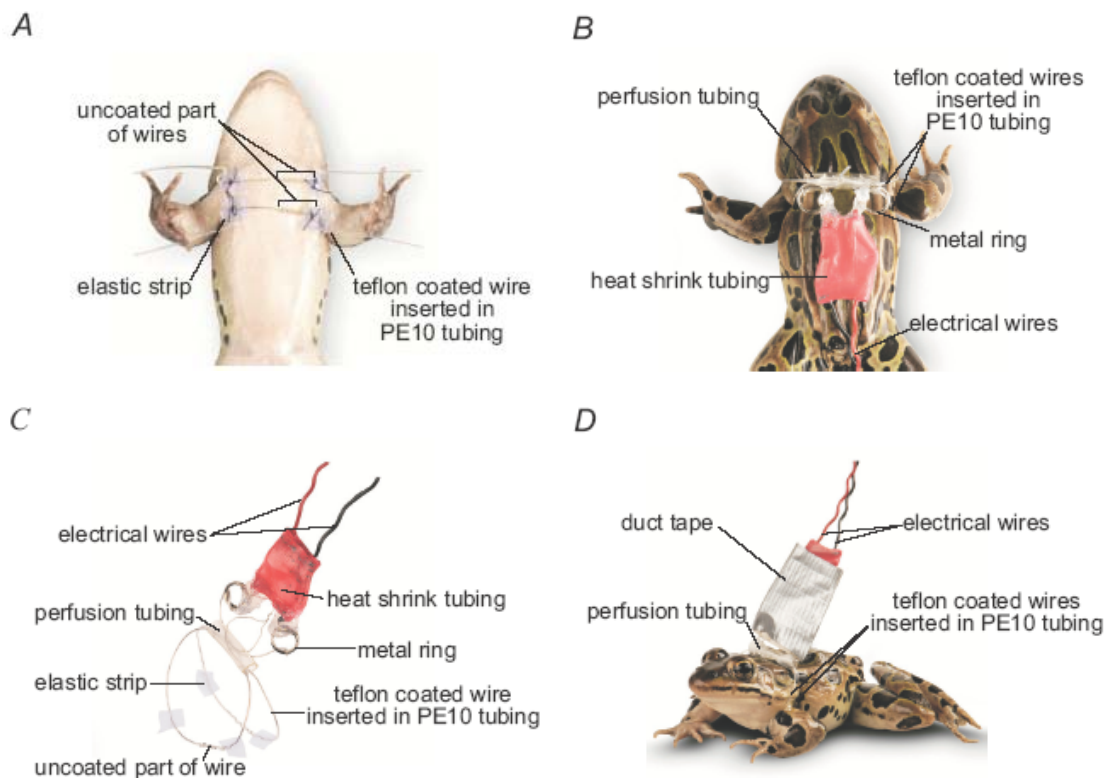 A
uncoated part
of wires
elastic strip
teflon coated wire
inserted in
PE10 tubing
B
perfusion tubing
teflon coated wires
inserted in
PE10 tubing
metal ring
heat shrink tubing
electrical wires
C
electrical wires
perfusion tubing
heat shrink tubing
metal ring
elastic strip
teflon coated wire
inserted in PE10 tubing
uncoated part of wire
D
duct tape
electrical wires
perfusion tubing
teflon coated wires
inserted in PE10 tubing